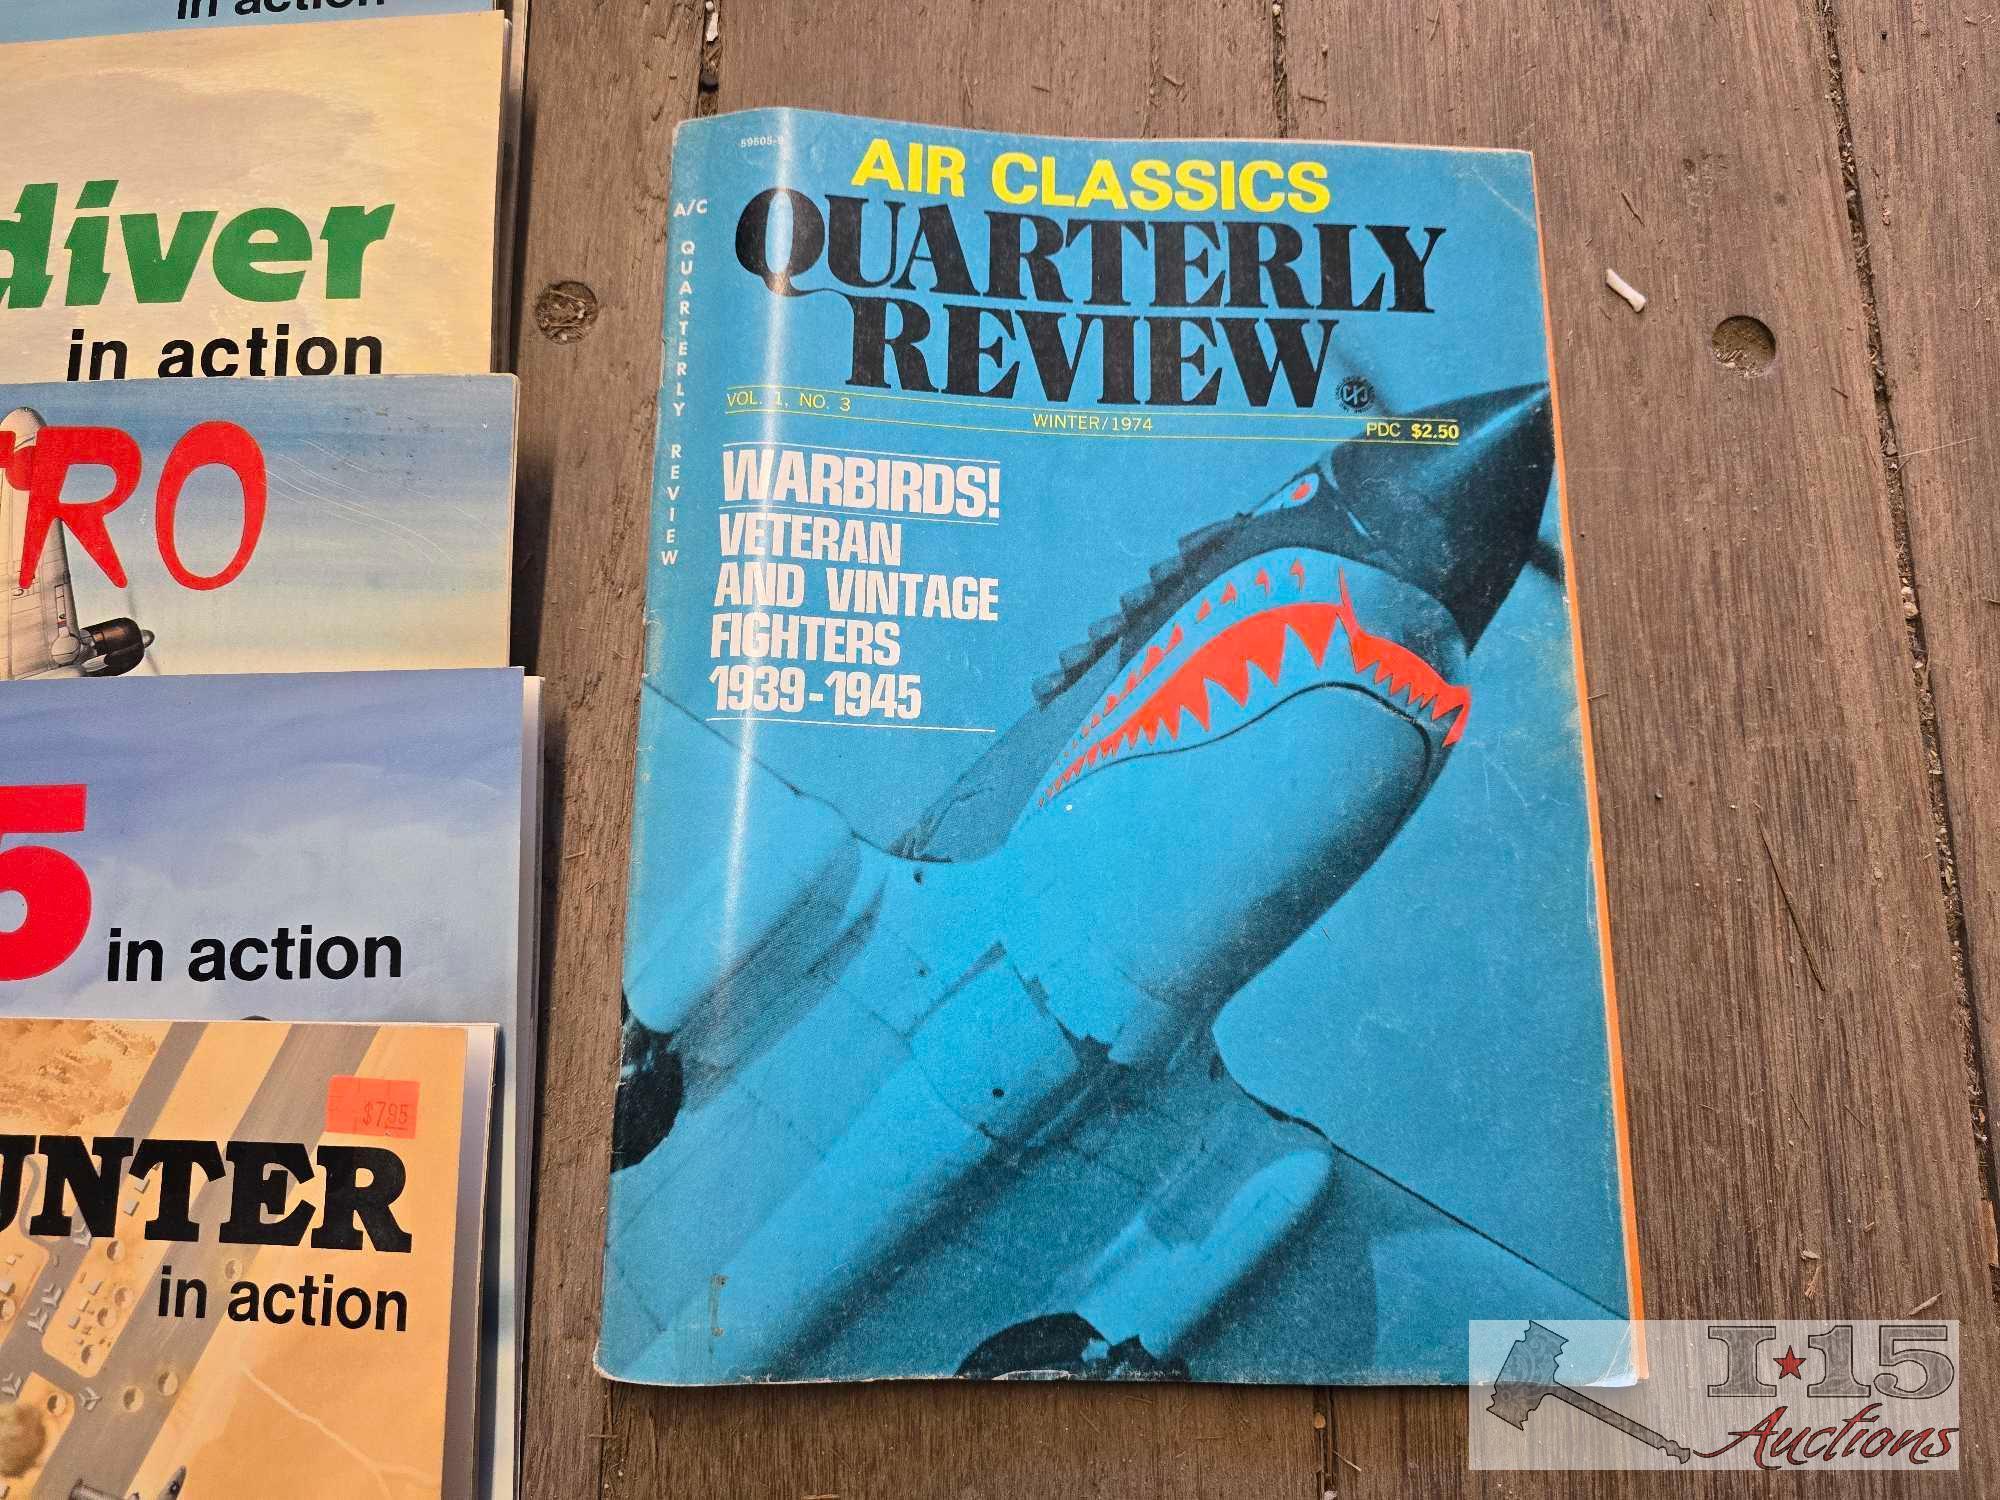 in action
diver
in action
RO
5 in action
$7.95
UNTER
in action
59505-9
AIR CLASSICS
QUARTERLY
REVIEW
A/C QUARTERLY REVIEW
VOL. 1, NO. 3
WINTER/1974
PDC $2.50
WARBIRDS!
VETERAN
AND VINTAGE
FIGHTERS
1939-1945
I★15
Auctions